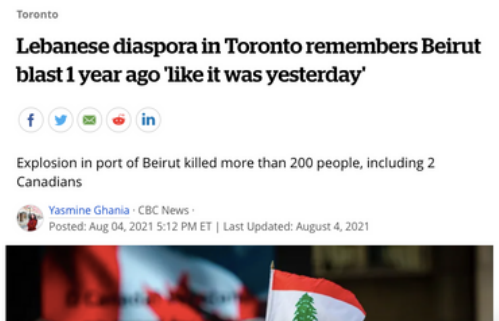 Toronto
Lebanese diaspora in Toronto remembers Beirut
blast 1 year ago 'like it was yesterday'
Explosion in port of Beirut killed more than 200 people, including 2
Canadians
Yasmine Ghania · CBC News ·
Posted: Aug 04, 2021 5:12 PM ET | Last Updated: August 4, 2021